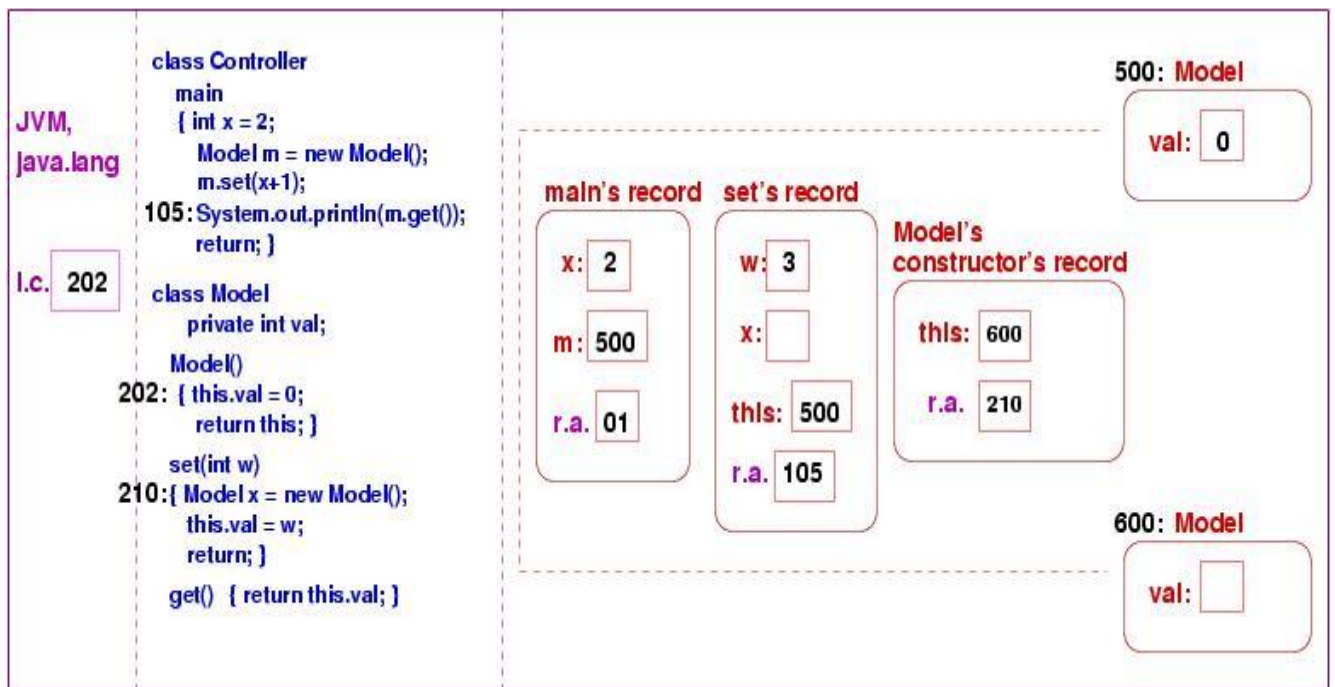 JVM,
java.lang
l.c. 202
class Controller
main
{ int x = 2;
Model m = new Model();
m.set(x+1);
105: System.out.println(m.get());
return; }
class Model
private int val;
Model()
202: { this.val = 0;
return this; }
set(int w)
210: { Model x = new Model();
this.val = w;
return; }
get() { return this.val; }
main's record
x: 2
m: 500
r.a. 01
set's record
w: 3
x:
this: 500
r.a. 105
Model's
constructor's record
this: 600
r.a. 210
500: Model
val: 0
600: Model
val: